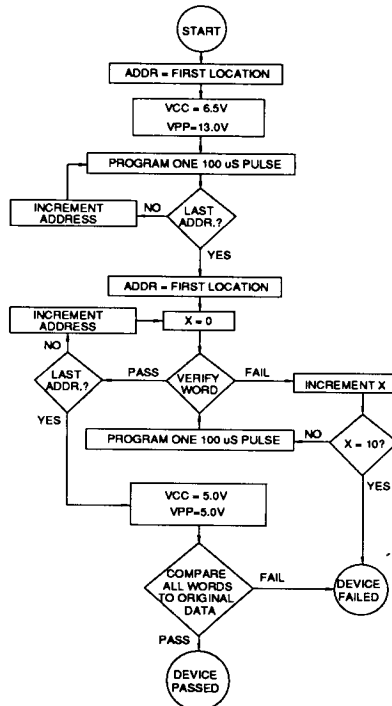 START
ADDR = FIRST LOCATION
VCC = 6.5V
VPP=13.0V
PROGRAM ONE 100 uS PULSE
INCREMENT
ADDRESS
NO
LAST
ADDR.?
YES
ADDR = FIRST LOCATION
INCREMENT
ADDRESS
X = 0
NO
LAST
ADDR.?
PASS
VERIFY
WORD
FAIL
INCREMENT X
YES
PROGRAM ONE 100 uS PULSE
NO
X = 10?
YES
VCC = 5.0V
VPP=5.0V
COMPARE
ALL WORDS
TO ORIGINAL
DATA
FAIL
DEVICE
FAILED
PASS
DEVICE
PASSED